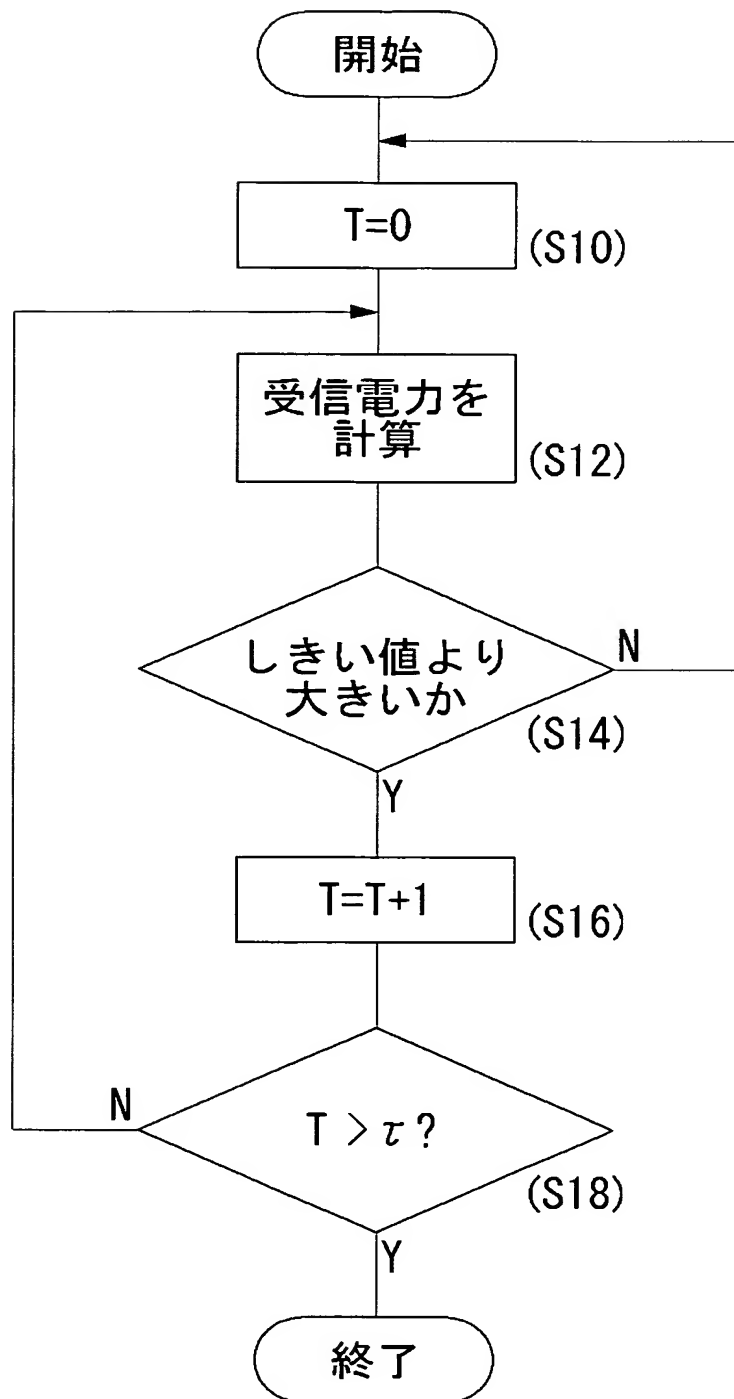 開始
T=0
(S10)
受信電力を
計算
(S12)
しきい値より
大きいか
N
(S14)
Y
T=T+1
(S16)
N
T > τ ?
(S18)
Y
終了